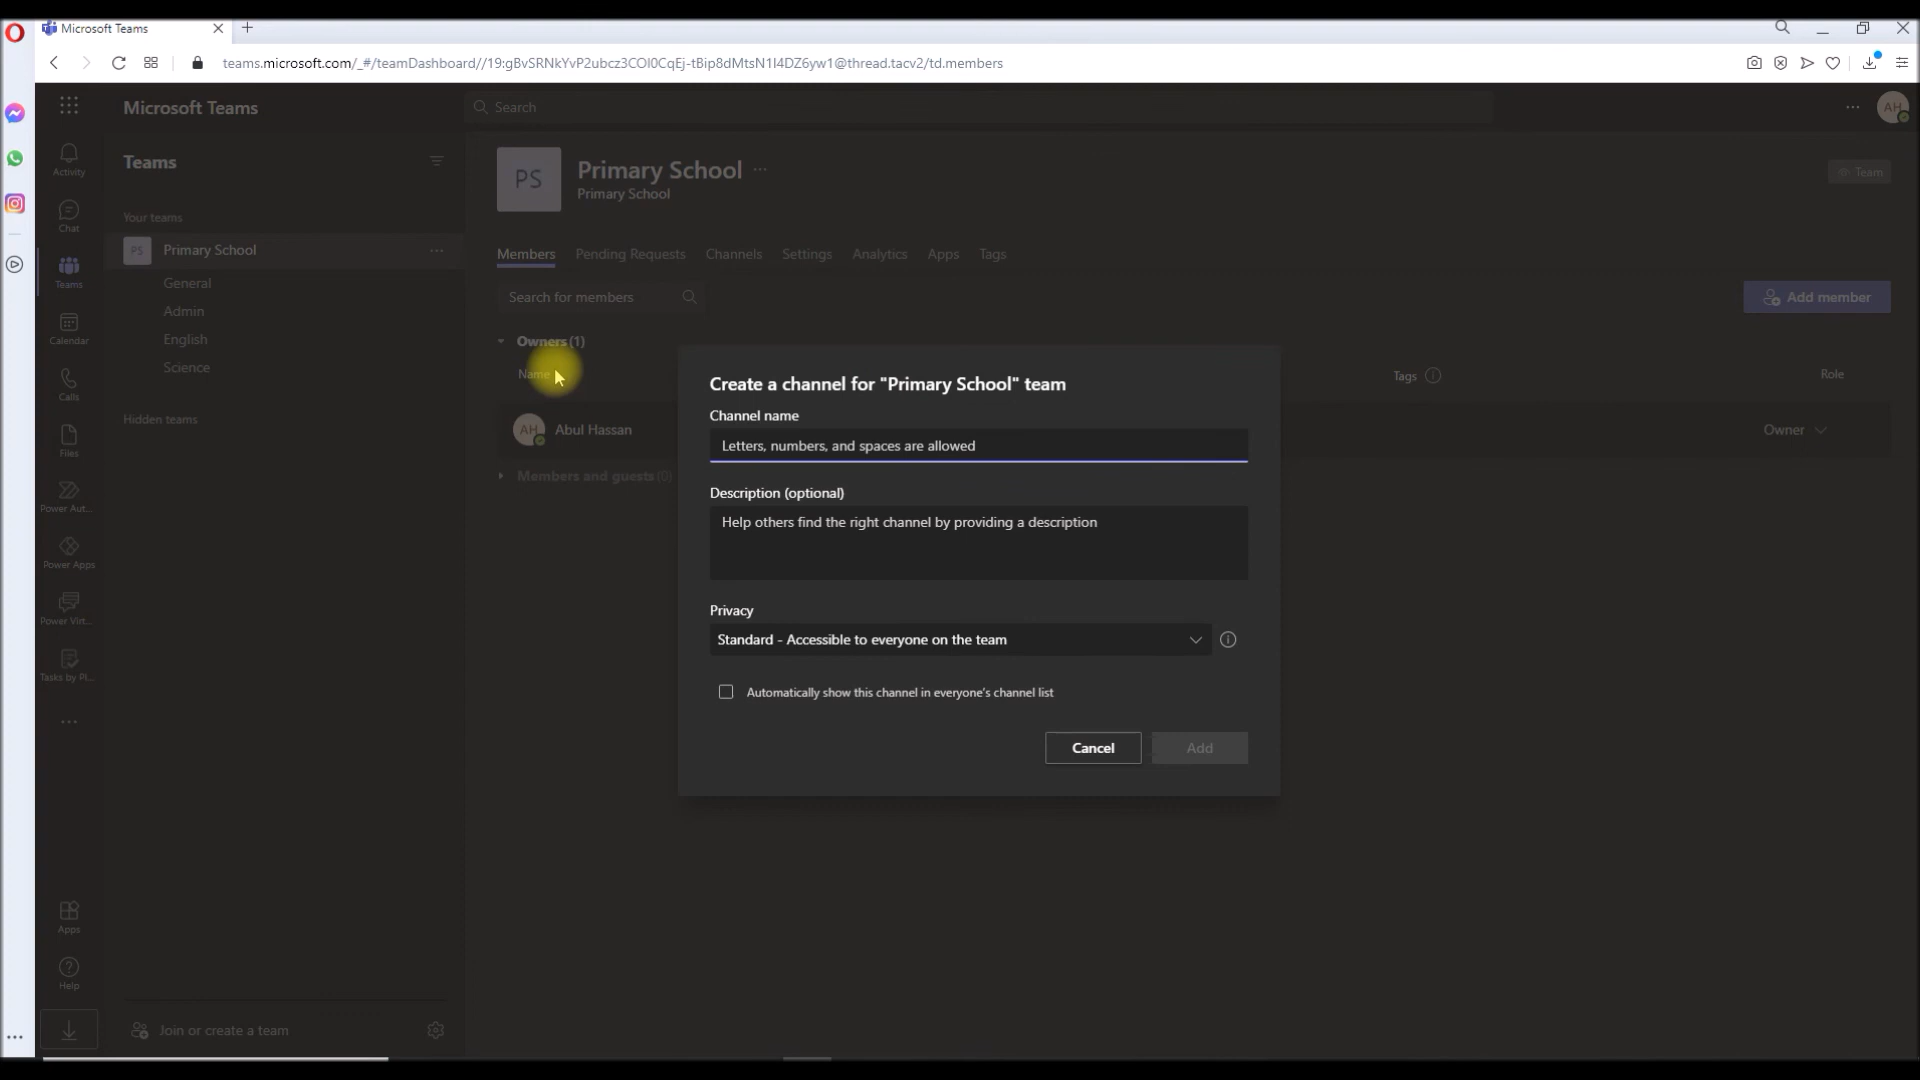 Microsoft Teams
teams.microsoft.com/_#/teamDashboard//19:gBvSRNkYvP2ubcz3COI0CqEj-tBip8dMtsN1I4DZ6yw1@thread.tacv2/td.members
Microsoft Teams
Search
AH
Activity
Chat
Teams
Calendar
Calls
Files
Power Aut...
Power Apps
Power Virt...
Tasks by Pl...
Apps
Help
Teams
Your teams
PS Primary School
General
Admin
English
Science
Hidden teams
Join or create a team
PS
Primary School
Primary School
Team
Members Pending Requests Channels Settings Analytics Apps Tags
Search for members
Add member
Owners (1)
Name
Tags
Role
AH Abul Hassan
Owner
Members and guests (0)
Create a channel for "Primary School" team
Channel name
Letters, numbers, and spaces are allowed
Description (optional)
Help others find the right channel by providing a description
Privacy
Standard - Accessible to everyone on the team
Automatically show this channel in everyone's channel list
Cancel Add